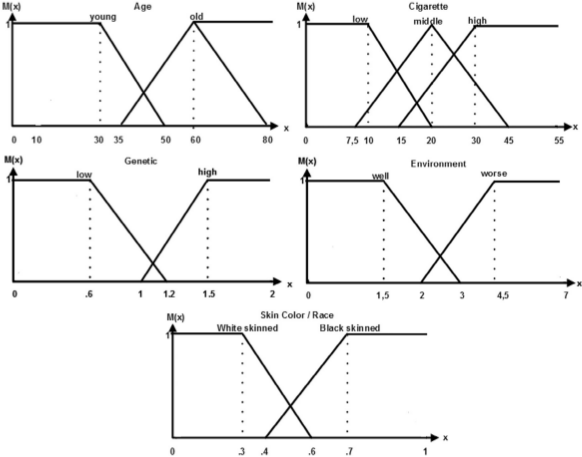 M(x) Age
young old
1
x
0 10 30 35 50 60 80
M(x) Cigarette
low middle high
1
x
0 7,5 10 15 20 30 45 55
M(x) Genetic
low high
1
x
0 .6 1 1.2 1.5 2
M(x) Environment
well worse
1
x
0 1,5 2 3 4,5 7
Skin Color / Race
M(x) White skinned Black skinned
1
x
0 .3 .4 .6 .7 1